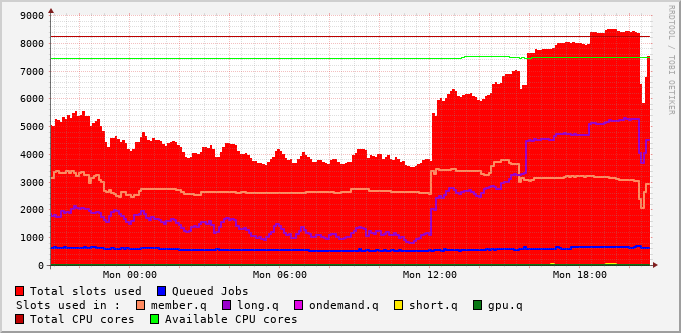 RRDTOOL / TOBI OETIKER
9000
8000
7000
6000
5000
4000
3000
2000
1000
0
Mon 00:00 Mon 06:00 Mon 12:00 Mon 18:00
Total slots used Queued Jobs
Slots used in : member.q long.q ondemand.q short.q gpu.q
Total CPU cores Available CPU cores